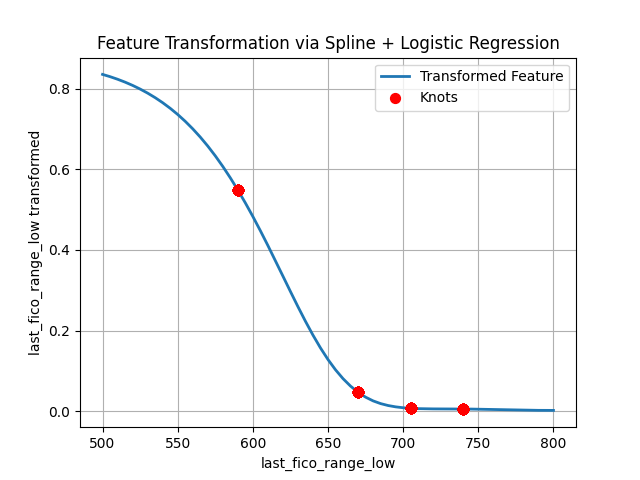 Feature Transformation via Spline + Logistic Regression
Transformed Feature
Knots
last_fico_range_low transformed
0.8
0.6
0.4
0.2
0.0
500 550 600 650 700 750 800
last_fico_range_low